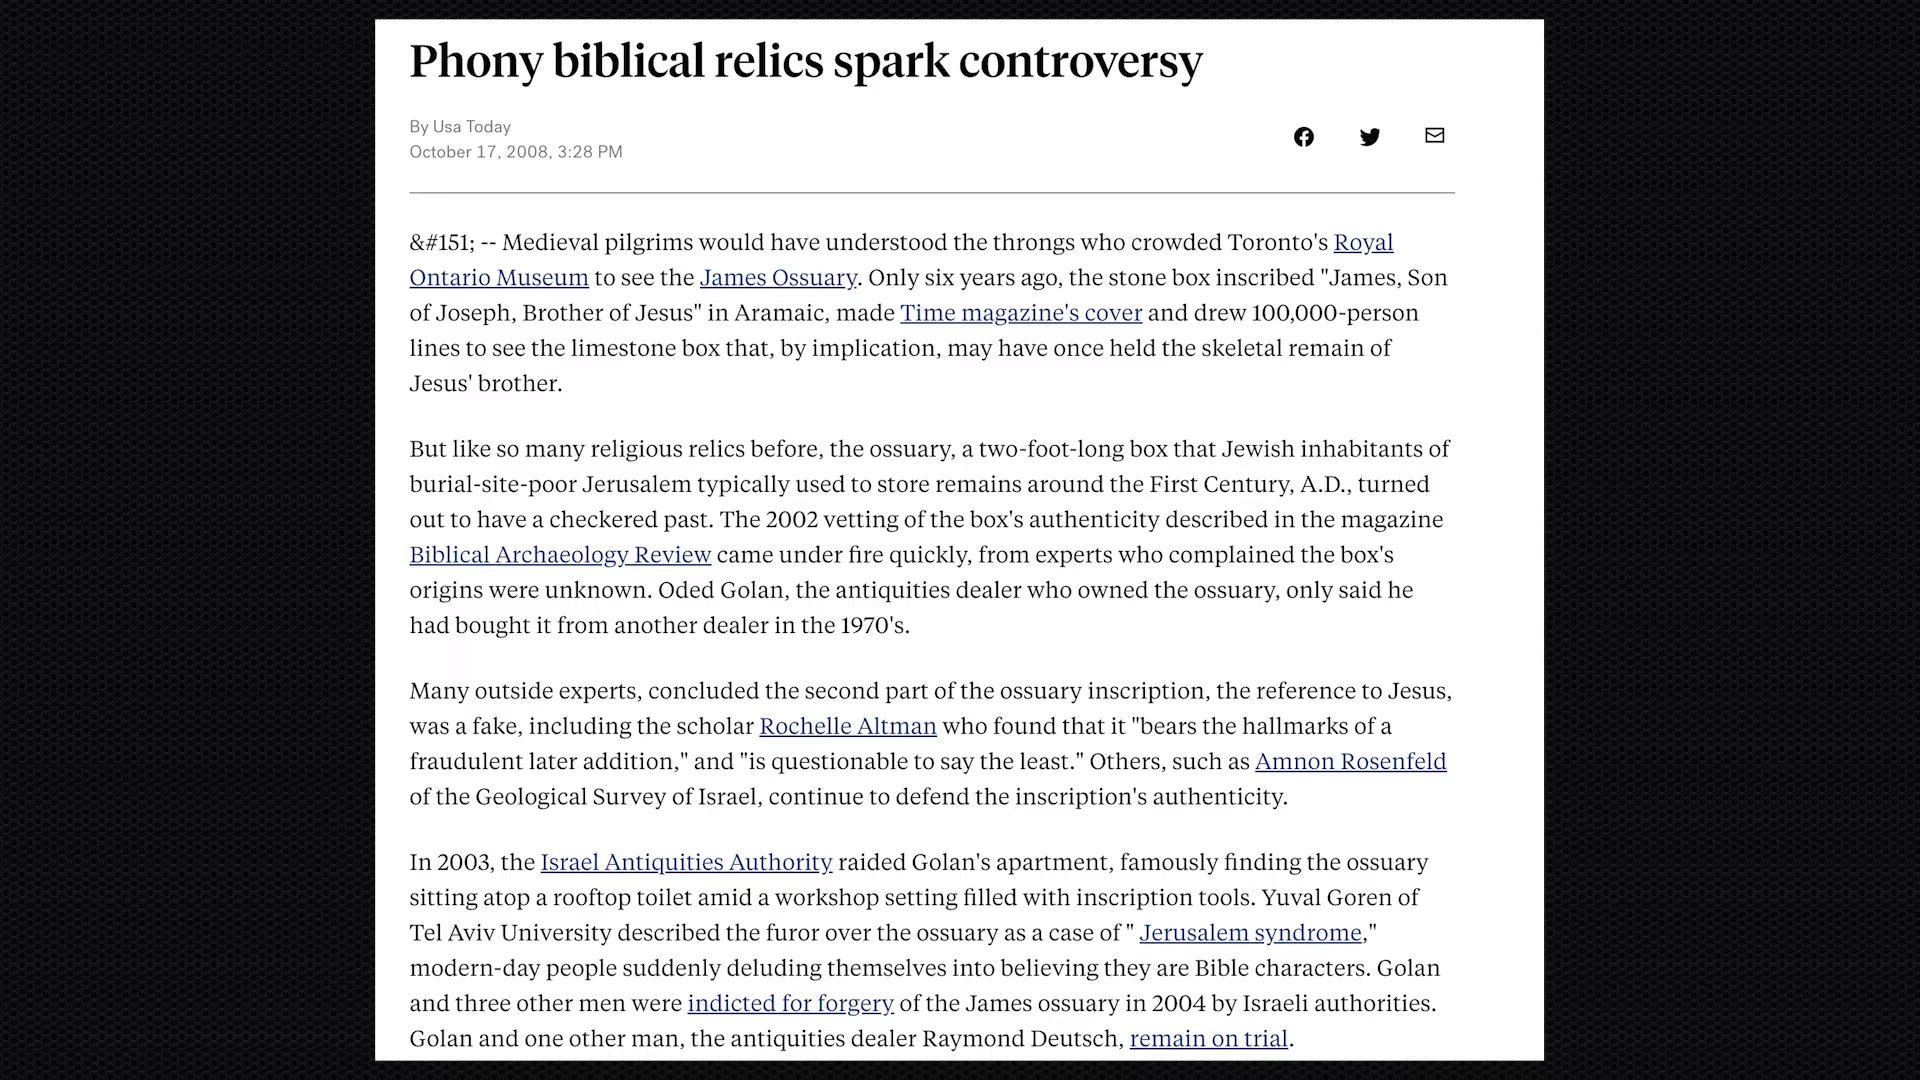 Phony biblical relics spark controversy
By Usa Today
October 17, 2008, 3:28 PM
&#151; -- Medieval pilgrims would have understood the throngs who crowded Toronto's Royal
Ontario Museum to see the James Ossuary. Only six years ago, the stone box inscribed "James, Son
of Joseph, Brother of Jesus" in Aramaic, made Time magazine's cover and drew 100,000-person
lines to see the limestone box that, by implication, may have once held the skeletal remain of
Jesus' brother.
But like so many religious relics before, the ossuary, a two-foot-long box that Jewish inhabitants of
burial-site-poor Jerusalem typically used to store remains around the First Century, A.D., turned
out to have a checkered past. The 2002 vetting of the box's authenticity described in the magazine
Biblical Archaeology Review came under fire quickly, from experts who complained the box's
origins were unknown. Oded Golan, the antiquities dealer who owned the ossuary, only said he
had bought it from another dealer in the 1970's.
Many outside experts, concluded the second part of the ossuary inscription, the reference to Jesus,
was a fake, including the scholar Rochelle Altman who found that it "bears the hallmarks of a
fraudulent later addition," and "is questionable to say the least." Others, such as Amnon Rosenfeld
of the Geological Survey of Israel, continue to defend the inscription's authenticity.
In 2003, the Israel Antiquities Authority raided Golan's apartment, famously finding the ossuary
sitting atop a rooftop toilet amid a workshop setting filled with inscription tools. Yuval Goren of
Tel Aviv University described the furor over the ossuary as a case of " Jerusalem syndrome,"
modern-day people suddenly deluding themselves into believing they are Bible characters. Golan
and three other men were indicted for forgery of the James ossuary in 2004 by Israeli authorities.
Golan and one other man, the antiquities dealer Raymond Deutsch, remain on trial.